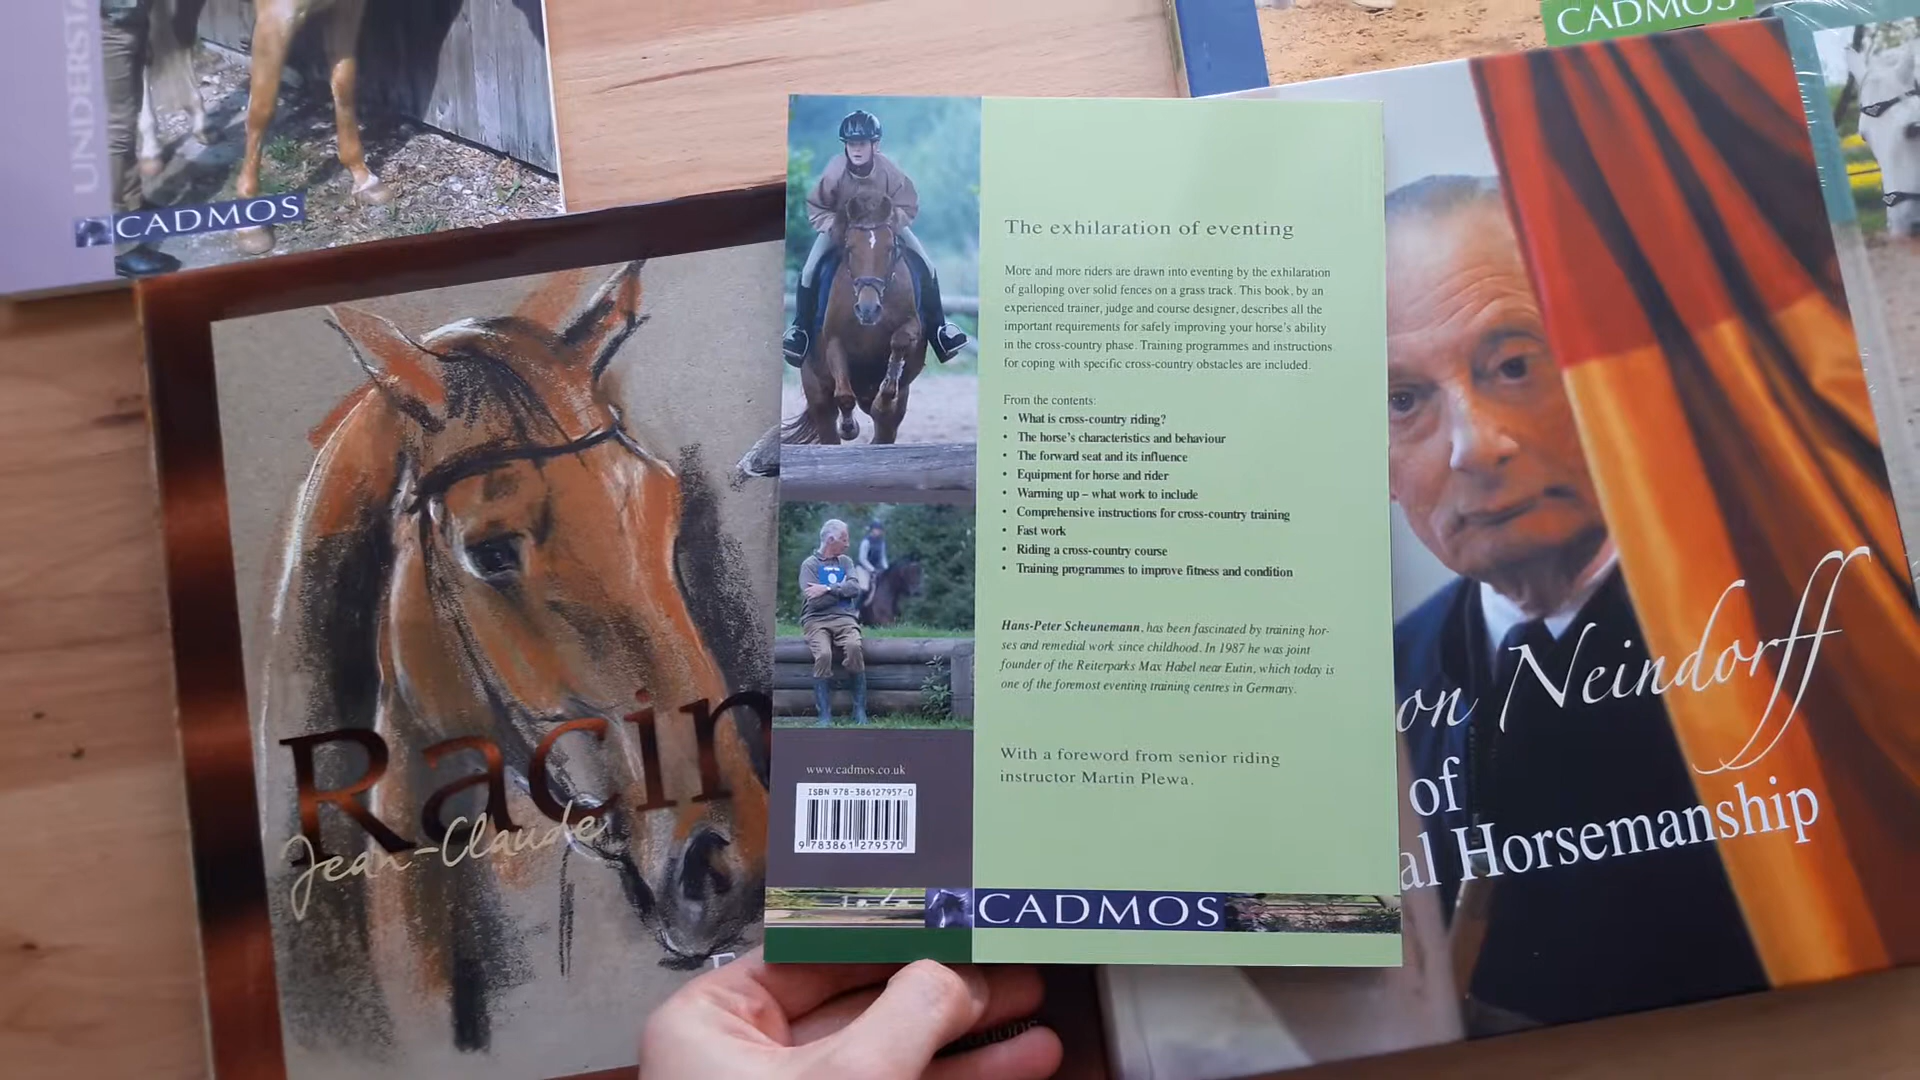 CADMOS
CADMOS
The exhilaration of eventing
More and more riders are drawn into eventing by the exhilaration
of galloping over solid fences on a grass track. This book, by an
experienced trainer, judge and course designer, describes all the
important requirements for safely improving your horse's ability
in the cross-country phase. Training programmes and instructions
for coping with specific cross-country obstacles are included.
From the contents:
• What is cross-country riding?
• The horse's characteristics and behaviour
• The forward seat and its influence
• Equipment for horse and rider
• Warming up – what work to include
• Comprehensive instructions for cross-country training
• Fast work
• Riding a cross-country course
• Training programmes to improve fitness and condition
Hans-Peter Scheunemann, has been fascinated by training hor-
ses and remedial work since childhood. In 1987 he was joint
founder of the Reiterparks Max Habel near Eutin, which today is
one of the foremost eventing training centres in Germany.
With a foreword from senior riding
instructor Martin Plewa.
www.cadmos.co.uk
ISBN 978-386127957-0
9 783861 279570
CADMOS
Racin
Jean-Claude
on Neindorff
of
al Horsemanship